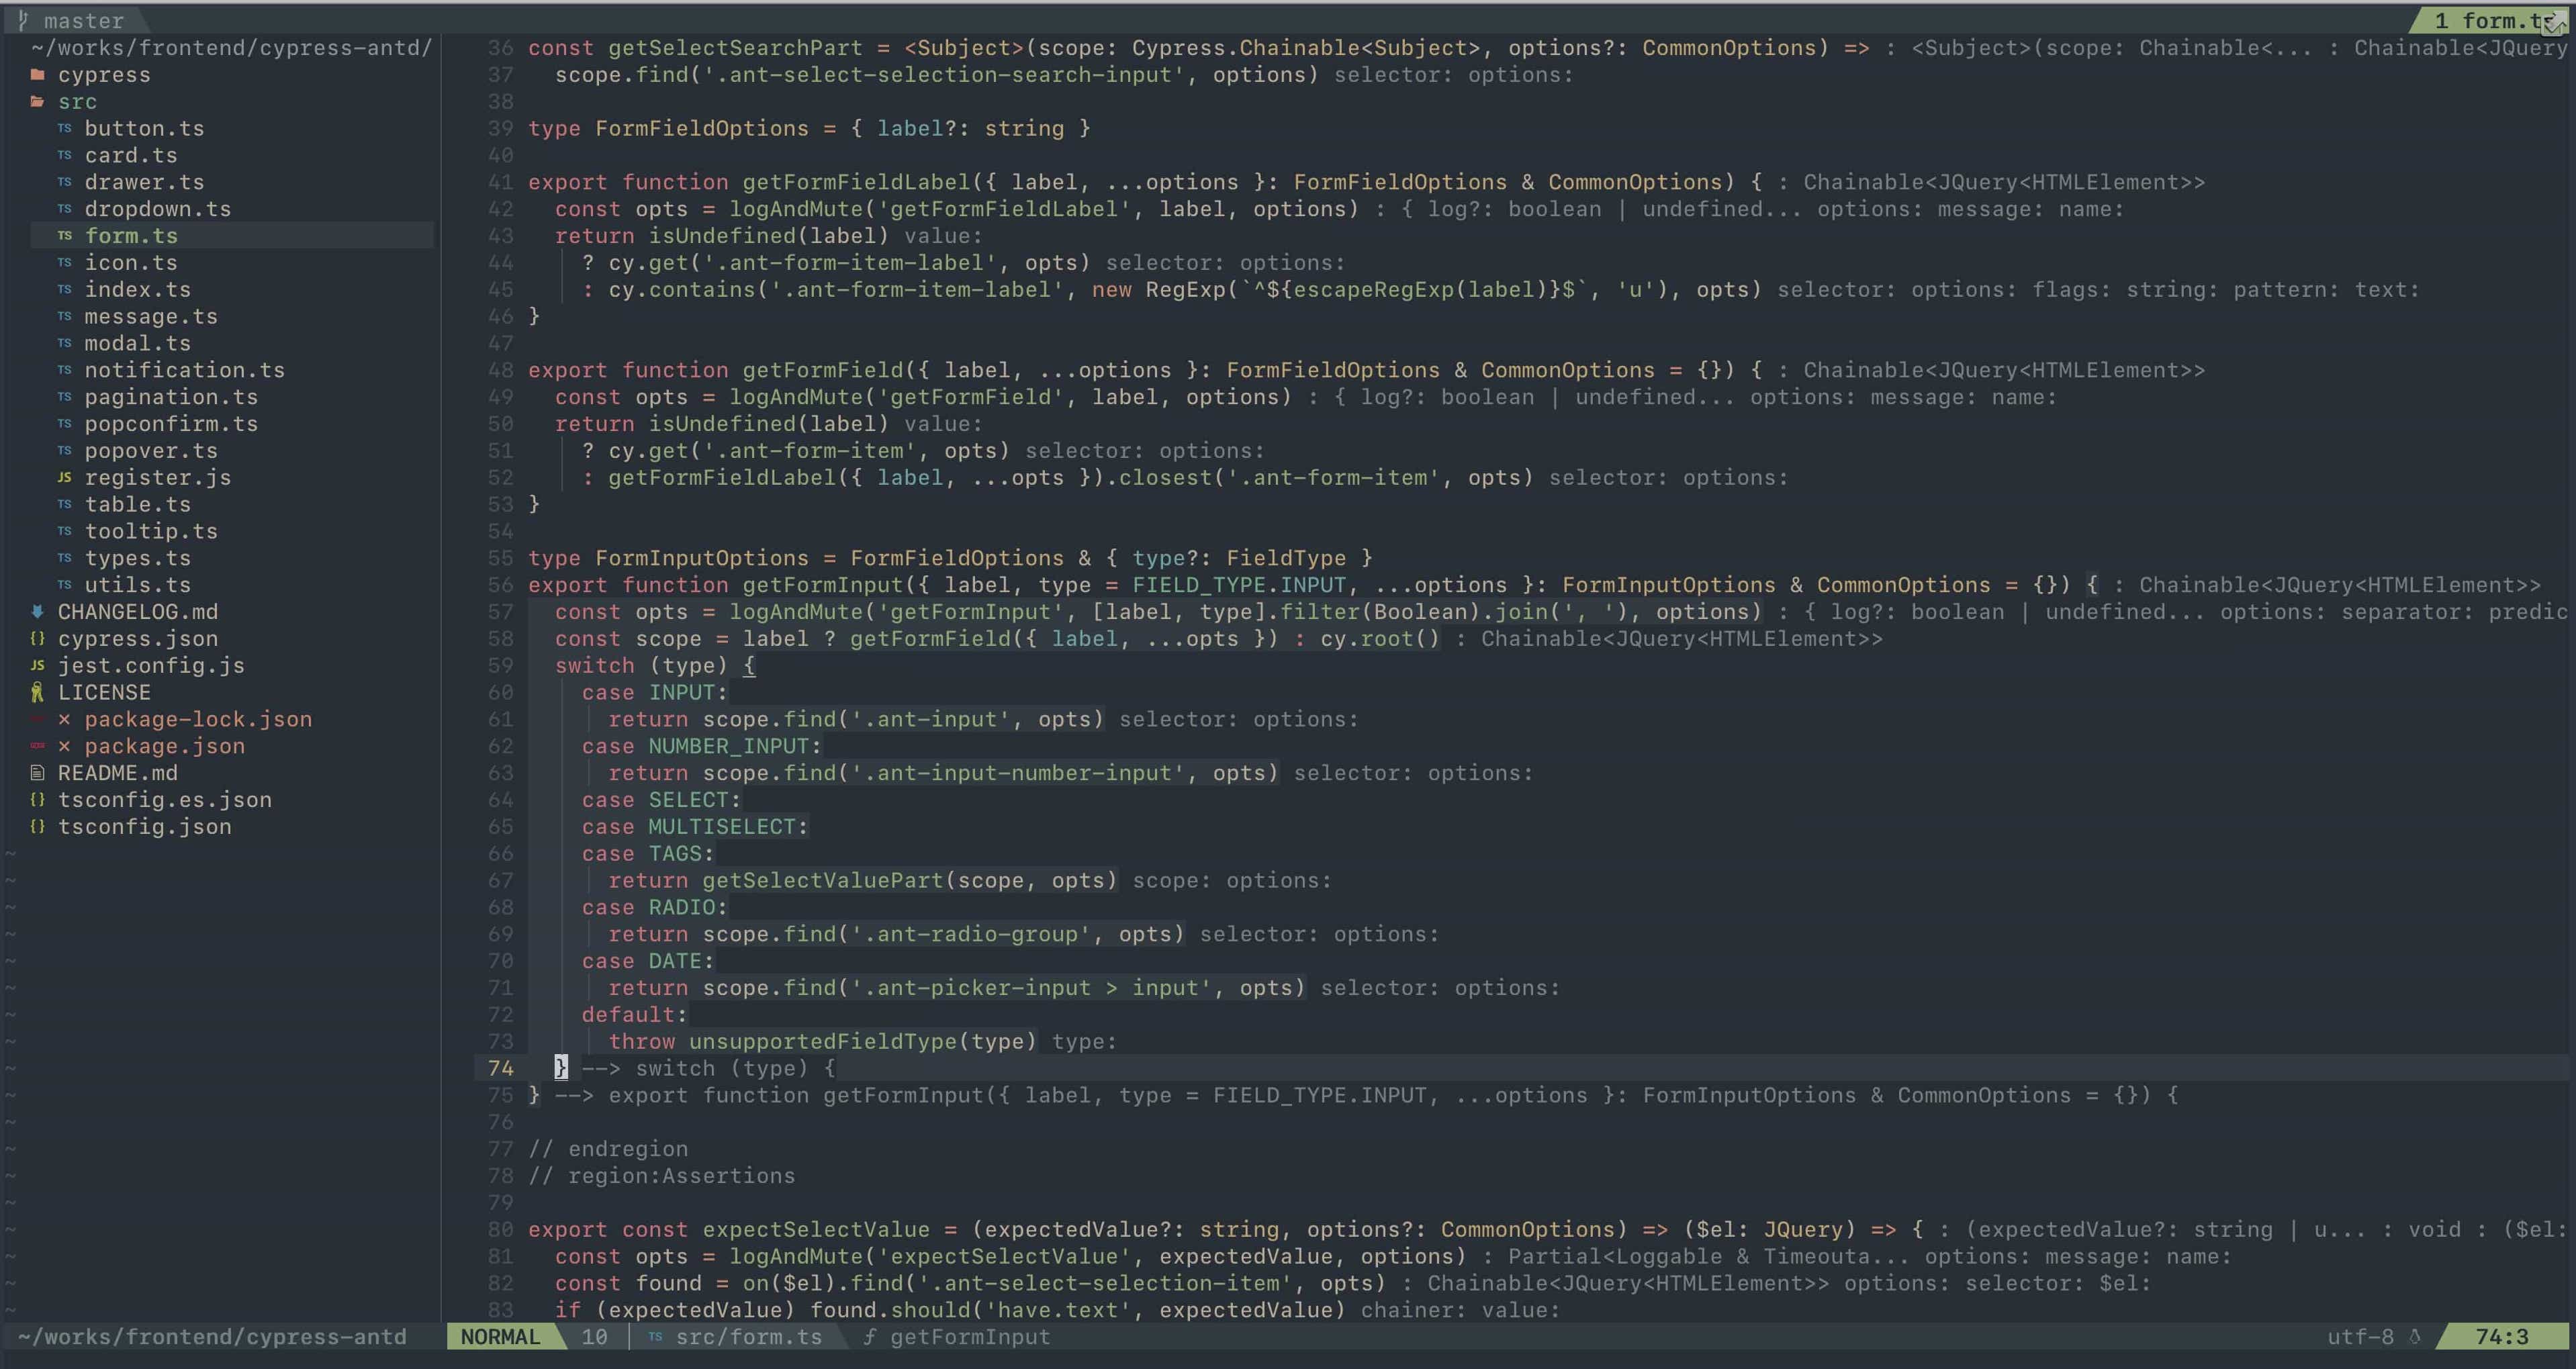 master
1 form.ts
~/works/frontend/cypress-antd/
cypress
src
TS button.ts
TS card.ts
TS drawer.ts
TS dropdown.ts
TS form.ts
TS icon.ts
TS index.ts
TS message.ts
TS modal.ts
TS notification.ts
TS pagination.ts
TS popconfirm.ts
TS popover.ts
JS register.js
TS table.ts
TS tooltip.ts
TS types.ts
TS utils.ts
CHANGELOG.md
{} cypress.json
JS jest.config.js
LICENSE
× package-lock.json
× package.json
README.md
{} tsconfig.es.json
{} tsconfig.json
36 const getSelectSearchPart = <Subject>(scope: Cypress.Chainable<Subject>, options?: CommonOptions) => : <Subject>(scope: Chainable<... : Chainable<JQuery
37   scope.find('.ant-select-selection-search-input', options) selector: options:
38
39 type FormFieldOptions = { label?: string }
40
41 export function getFormFieldLabel({ label, ...options }: FormFieldOptions & CommonOptions) { : Chainable<JQuery<HTMLElement>>
42   const opts = logAndMute('getFormFieldLabel', label, options) : { log?: boolean | undefined... options: message: name:
43   return isUndefined(label) value:
44     ? cy.get('.ant-form-item-label', opts) selector: options:
45     : cy.contains('.ant-form-item-label', new RegExp(`^${escapeRegExp(label)}$`, 'u'), opts) selector: options: flags: string: pattern: text:
46 }
47
48 export function getFormField({ label, ...options }: FormFieldOptions & CommonOptions = {}) { : Chainable<JQuery<HTMLElement>>
49   const opts = logAndMute('getFormField', label, options) : { log?: boolean | undefined... options: message: name:
50   return isUndefined(label) value:
51     ? cy.get('.ant-form-item', opts) selector: options:
52     : getFormFieldLabel({ label, ...opts }).closest('.ant-form-item', opts) selector: options:
53 }
54
55 type FormInputOptions = FormFieldOptions & { type?: FieldType }
56 export function getFormInput({ label, type = FIELD_TYPE.INPUT, ...options }: FormInputOptions & CommonOptions = {}) { : Chainable<JQuery<HTMLElement>>
57   const opts = logAndMute('getFormInput', [label, type].filter(Boolean).join(', '), options) : { log?: boolean | undefined... options: separator: predic
58   const scope = label ? getFormField({ label, ...opts }) : cy.root() : Chainable<JQuery<HTMLElement>>
59   switch (type) {
60     case INPUT:
61       return scope.find('.ant-input', opts) selector: options:
62     case NUMBER_INPUT:
63       return scope.find('.ant-input-number-input', opts) selector: options:
64     case SELECT:
65     case MULTISELECT:
66     case TAGS:
67       return getSelectValuePart(scope, opts) scope: options:
68     case RADIO:
69       return scope.find('.ant-radio-group', opts) selector: options:
70     case DATE:
71       return scope.find('.ant-picker-input > input', opts) selector: options:
72     default:
73       throw unsupportedFieldType(type) type:
74   } --> switch (type) {
75 } --> export function getFormInput({ label, type = FIELD_TYPE.INPUT, ...options }: FormInputOptions & CommonOptions = {}) {
76
77 // endregion
78 // region:Assertions
79
80 export const expectSelectValue = (expectedValue?: string, options?: CommonOptions) => ($el: JQuery) => { : (expectedValue?: string | u... : void : ($el:
81   const opts = logAndMute('expectSelectValue', expectedValue, options) : Partial<Loggable & Timeouta... options: message: name:
82   const found = on($el).find('.ant-select-selection-item', opts) : Chainable<JQuery<HTMLElement>> options: selector: $el:
83   if (expectedValue) found.should('have.text', expectedValue) chainer: value:
~/works/frontend/cypress-antd NORMAL 10 | TS src/form.ts ƒ getFormInput utf-8 74:3